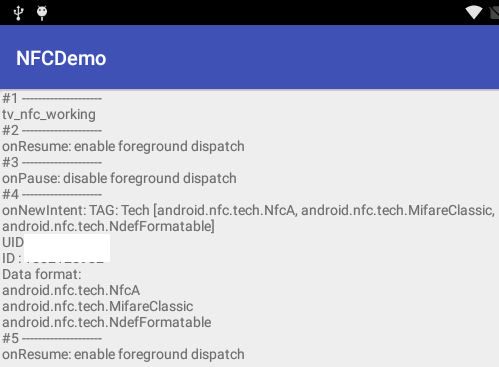 NFCDemo
#1 --------------------
tv_nfc_working
#2 --------------------
onResume: enable foreground dispatch
#3 --------------------
onPause: disable foreground dispatch
#4 --------------------
onNewIntent: TAG: Tech [android.nfc.tech.NfcA, android.nfc.tech.MifareClassic,
android.nfc.tech.NdefFormatable]
UID
ID :
Data format:
android.nfc.tech.NfcA
android.nfc.tech.MifareClassic
android.nfc.tech.NdefFormatable
#5 --------------------
onResume: enable foreground dispatch